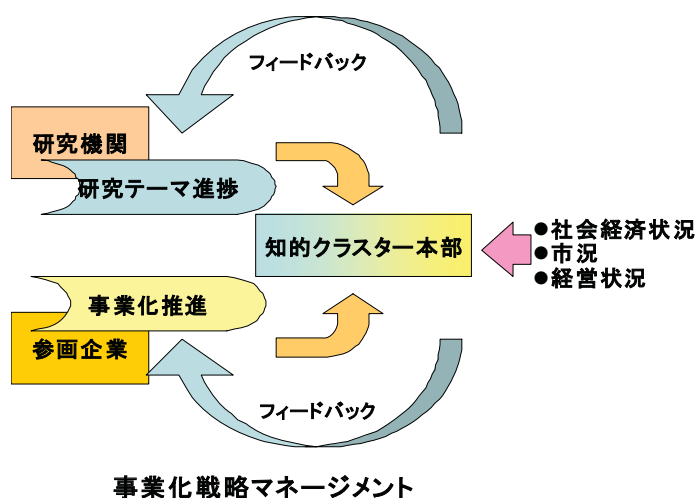 フィードバック
研究機関
研究テーマ進捗
知的クラスター本部
●社会経済状況
●市況
●経営状況
事業化推進
参画企業
フィードバック
事業化戦略マネージメント